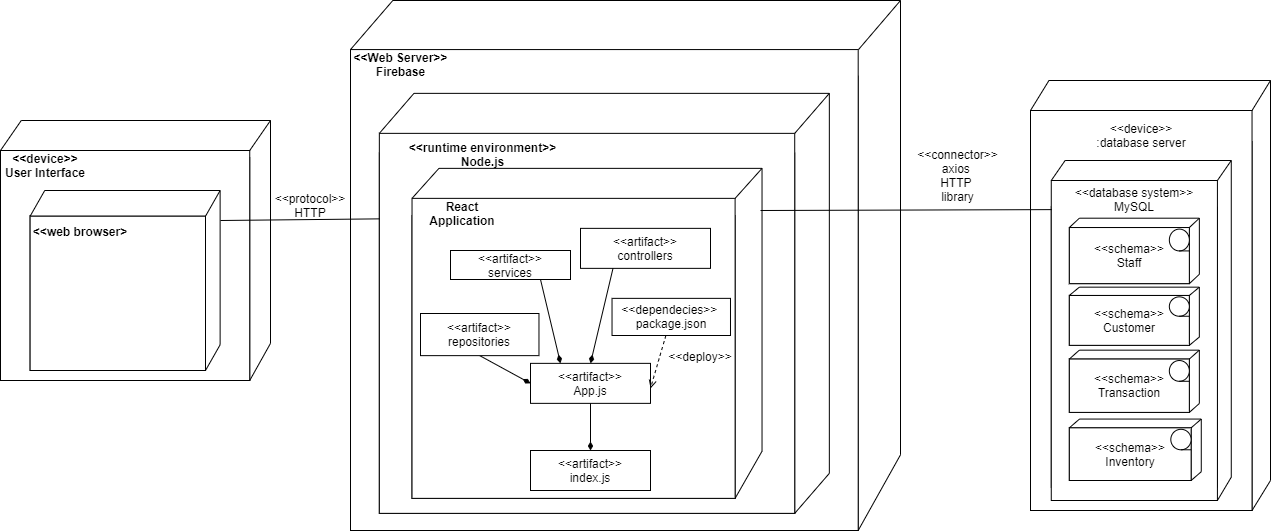 <<device>>
User Interface
<<web browser>
<<protocol>>
HTTP
<<Web Server>>
Firebase
<<runtime environment>>
Node.js
React
Application
<<artifact>>
services
<<artifact>>
controllers
<<artifact>>
repositories
<<dependecies>>
package.json
<<deploy>>
<<artifact>>
App.js
<<artifact>>
index.js
<<connector>>
axios
HTTP
library
<<device>>
:database server
<<database system>>
MySQL
<<schema>>
Staff
<<schema>>
Customer
<<schema>>
Transaction
<<schema>>
Inventory